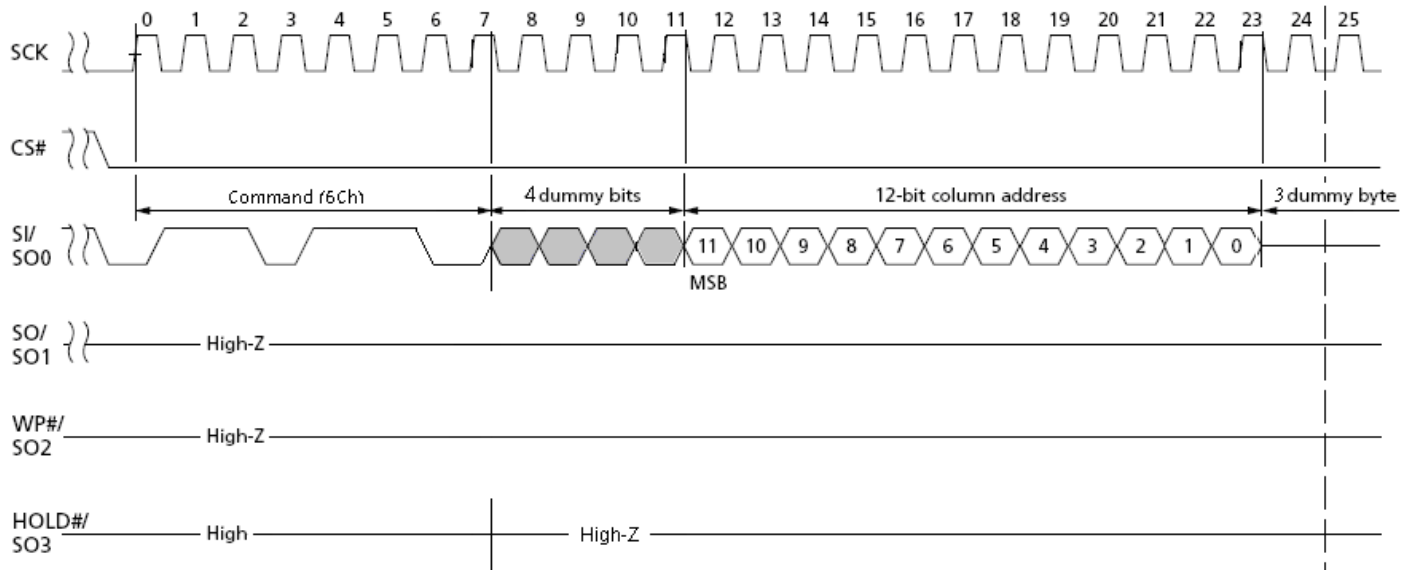 0 1 2 3 4 5 6 7 8 9 10 11 12 13 14 15 16 17 18 19 20 21 22 23 24 25
SCK
CS#
Command (6Ch) 4 dummy bits 12-bit column address 3 dummy byte
SI/
SO0
11 10 9 8 7 6 5 4 3 2 1 0
MSB
SO/
SO1
High-Z
WP#/
SO2
High-Z
HOLD#/
SO3
High High-Z